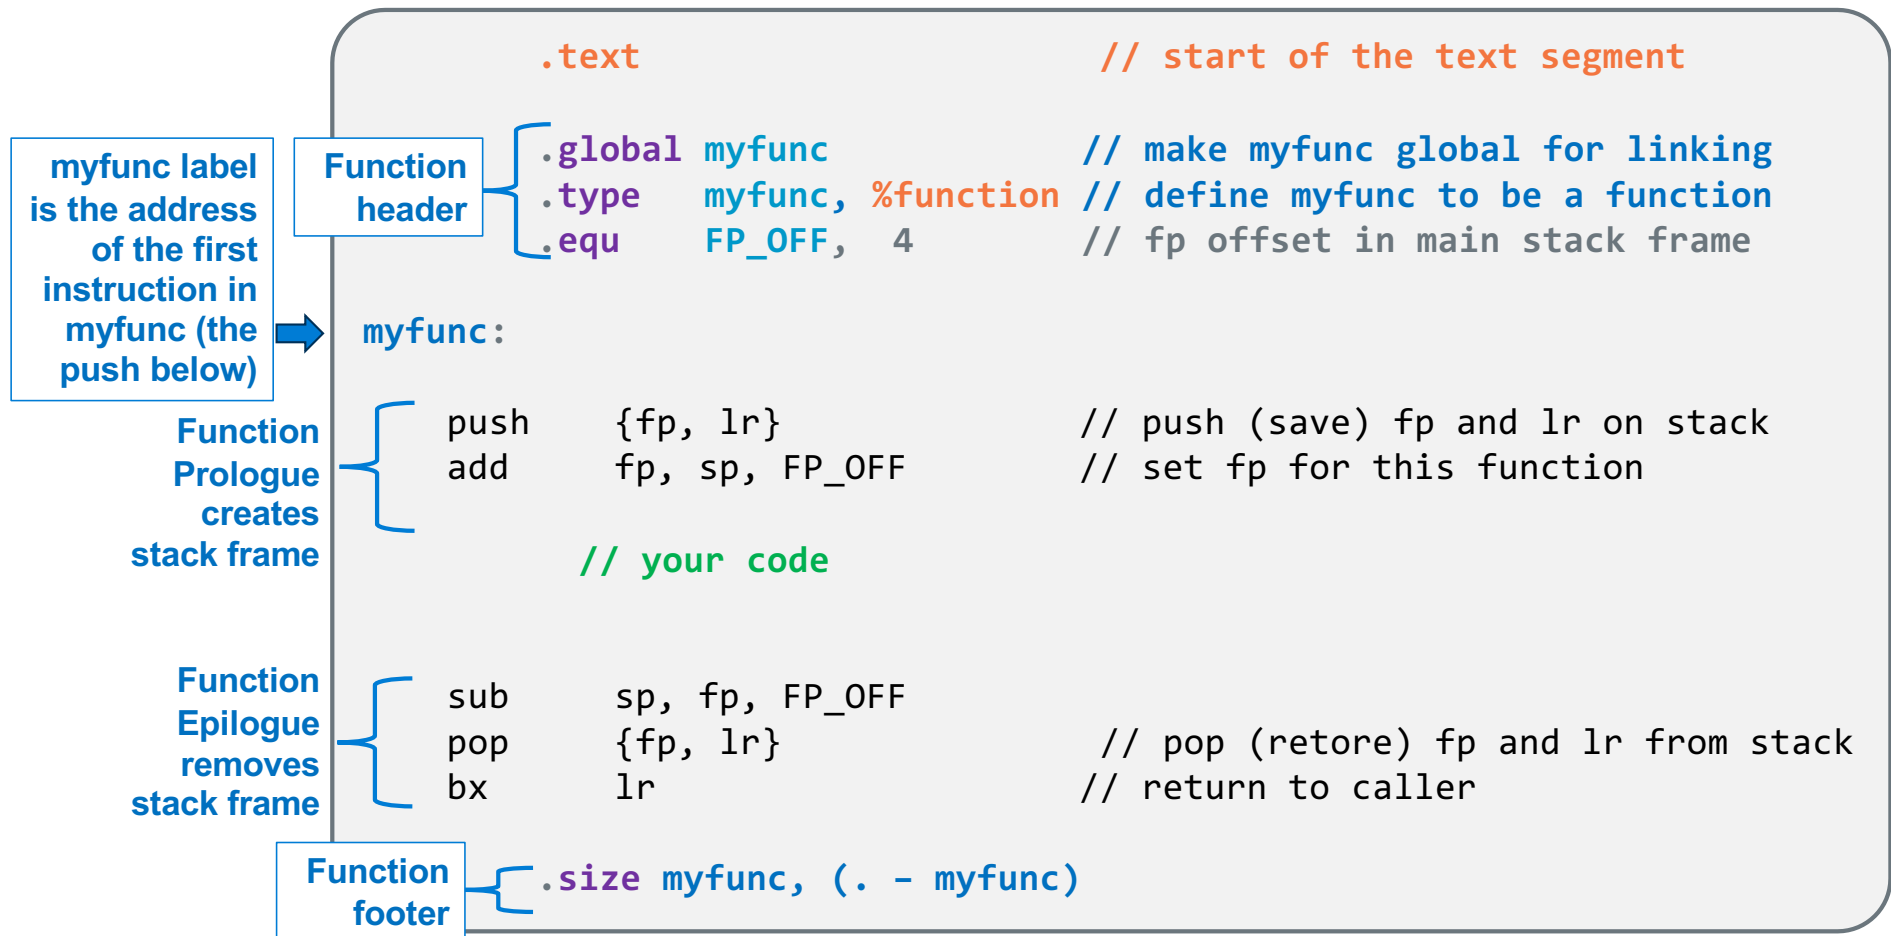 .text // start of the text segment
Function header
.global myfunc // make myfunc global for linking
.type myfunc, %function // define myfunc to be a function
.equ FP_OFF, 4 // fp offset in main stack frame
myfunc label
is the address
of the first
instruction in
myfunc (the
push below)
myfunc:
Function
Prologue
creates
stack frame
push {fp, lr} // push (save) fp and lr on stack
add fp, sp, FP_OFF // set fp for this function
// your code
Function
Epilogue
removes
stack frame
sub sp, fp, FP_OFF
pop {fp, lr} // pop (retore) fp and lr from stack
bx lr // return to caller
Function
footer
.size myfunc, (. – myfunc)